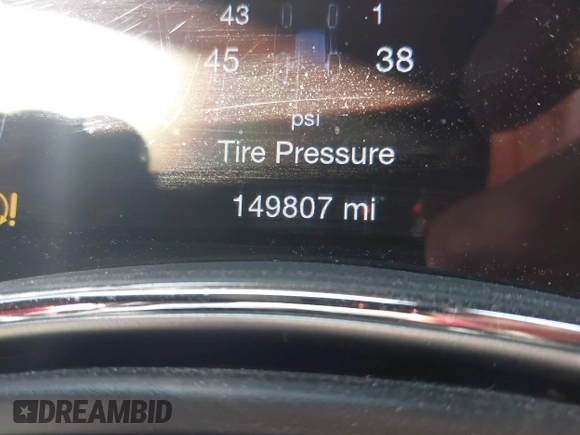 43 1
45 38
psi
Tire Pressure
149807 mi
!
DREAMBID